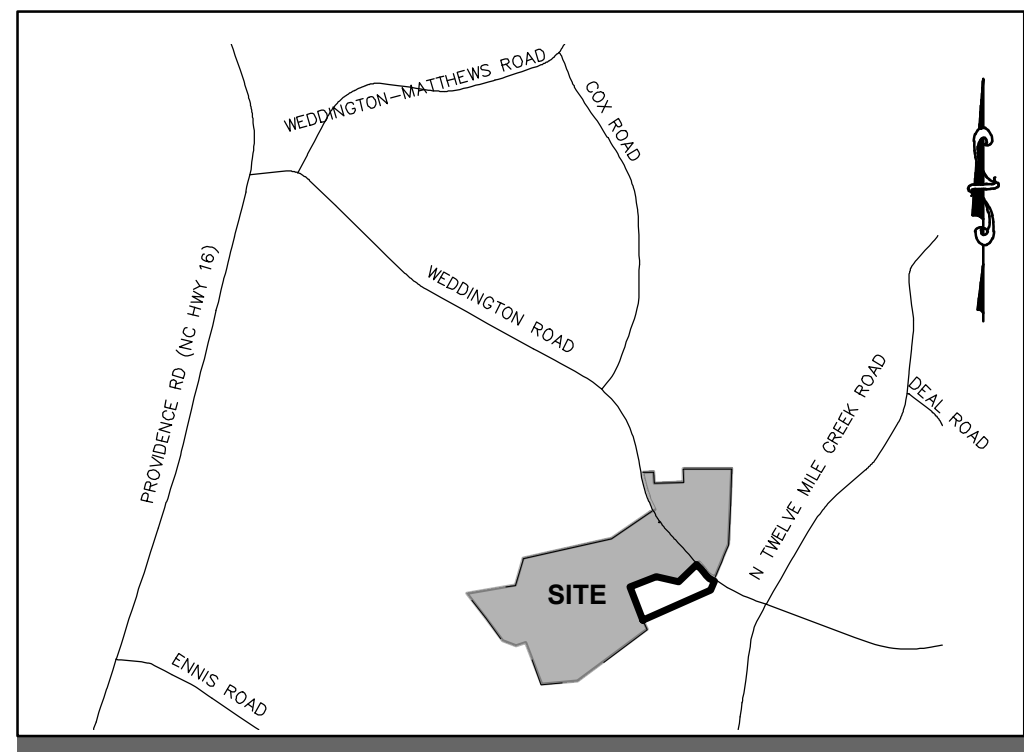 WEDDINGTON-MATTHEWS ROAD
COX ROAD
WEDDINGTON ROAD
PROVIDENCE RD (NC HWY 16)
DEAL ROAD
N TWELVE MILE CREEK ROAD
SITE
ENNIS ROAD